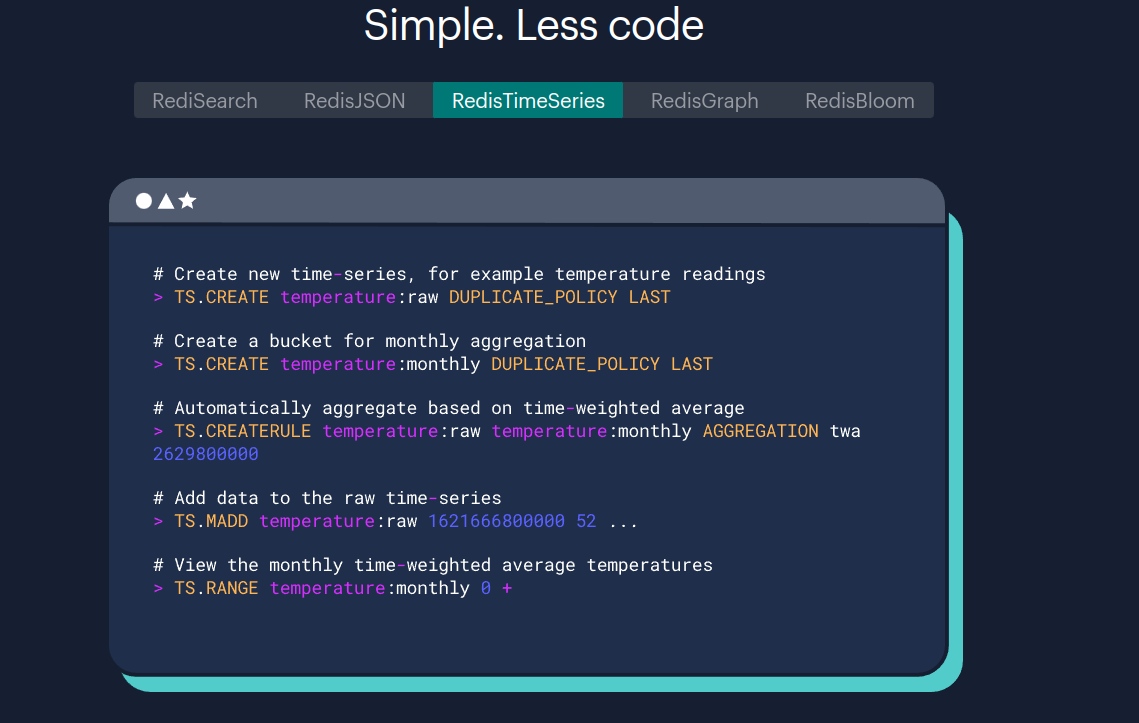 Simple. Less code
RediSearch RedisJSON RedisTimeSeries RedisGraph RedisBloom
# Create new time-series, for example temperature readings
> TS.CREATE temperature:raw DUPLICATE_POLICY LAST
# Create a bucket for monthly aggregation
> TS.CREATE temperature:monthly DUPLICATE_POLICY LAST
# Automatically aggregate based on time-weighted average
> TS.CREATERULE temperature:raw temperature:monthly AGGREGATION twa
2629800000
# Add data to the raw time-series
> TS.MADD temperature:raw 1621666800000 52 ...
# View the monthly time-weighted average temperatures
> TS.RANGE temperature:monthly 0 +